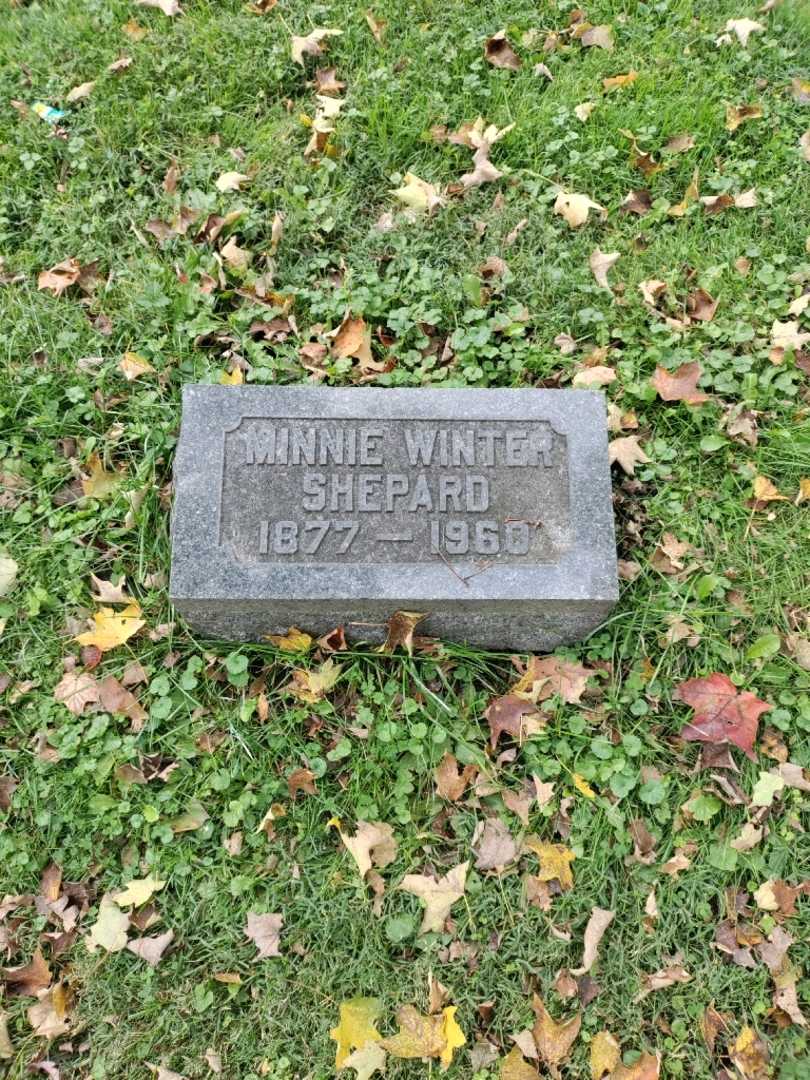 MINNIE WINTER
SHEPARD
1877 — 1960